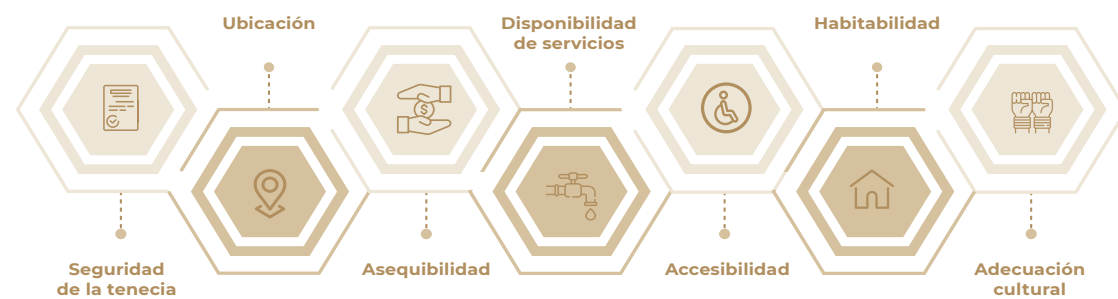 Ubicación
Disponibilidad
de servicios
Habitabilidad
$
Seguridad
de la tenecia
Asequibilidad
Accesibilidad
Adecuación
cultural